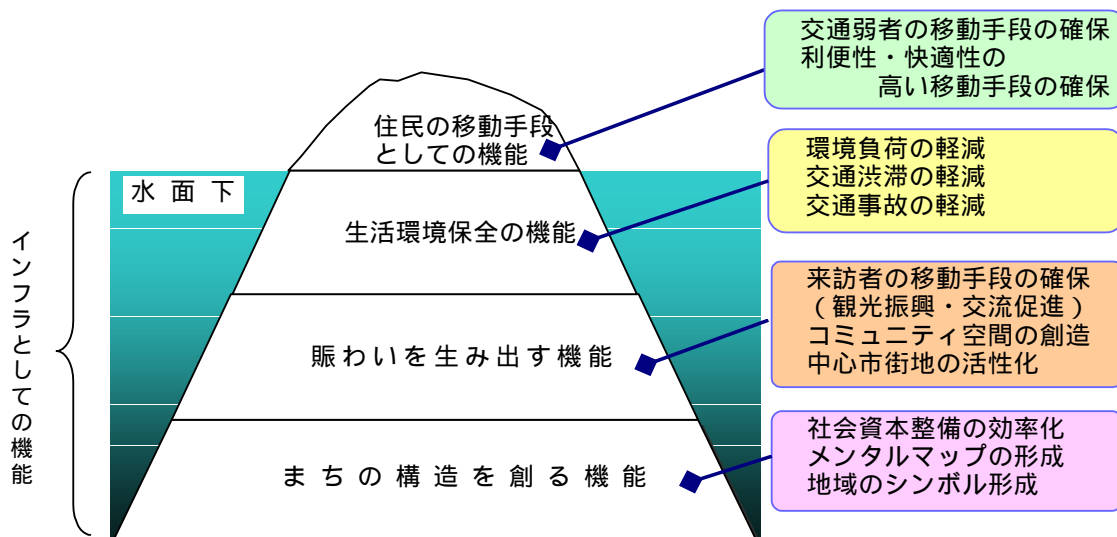 交通弱者の移動手段の確保
利便性・快適性の
高い移動手段の確保
住民の移動手段
としての機能
水面下
環境負荷の軽減
交通渋滞の軽減
交通事故の軽減
生活環境保全の機能
インフラとしての機能
来訪者の移動手段の確保
（観光振興・交流促進）
コミュニティ空間の創造
中心市街地の活性化
賑わいを生み出す機能
社会資本整備の効率化
メンタルマップの形成
地域のシンボル形成
まちの構造を創る機能